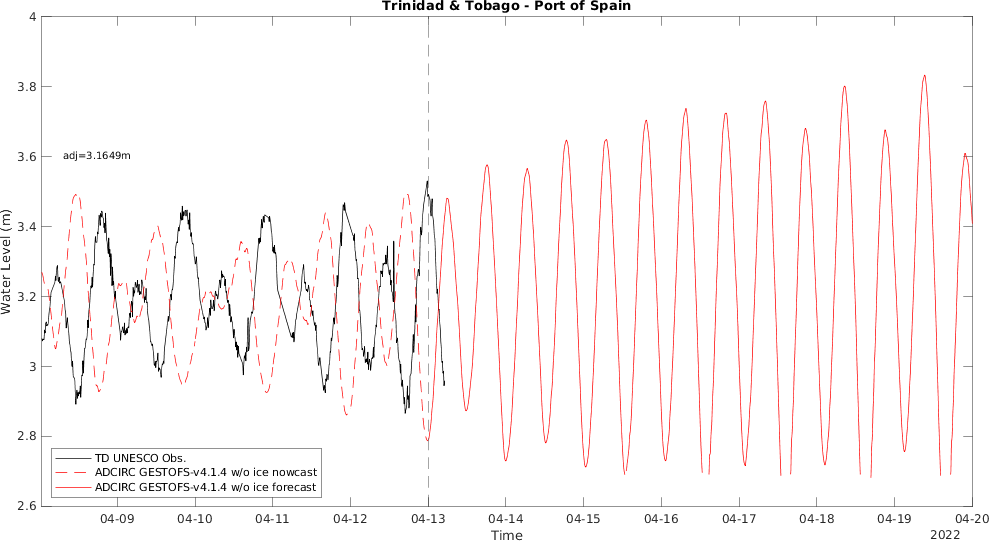 Trinidad & Tobago - Port of Spain
4
3.8
3.6
3.4
3.2
3
2.8
2.6
Water Level (m)
adj=3.1649m
TD UNESCO Obs.
ADCIRC GESTOFS-v4.1.4 w/o ice nowcast
ADCIRC GESTOFS-v4.1.4 w/o ice forecast
04-09 04-10 04-11 04-12 04-13 04-14 04-15 04-16 04-17 04-18 04-19 04-20
Time
2022